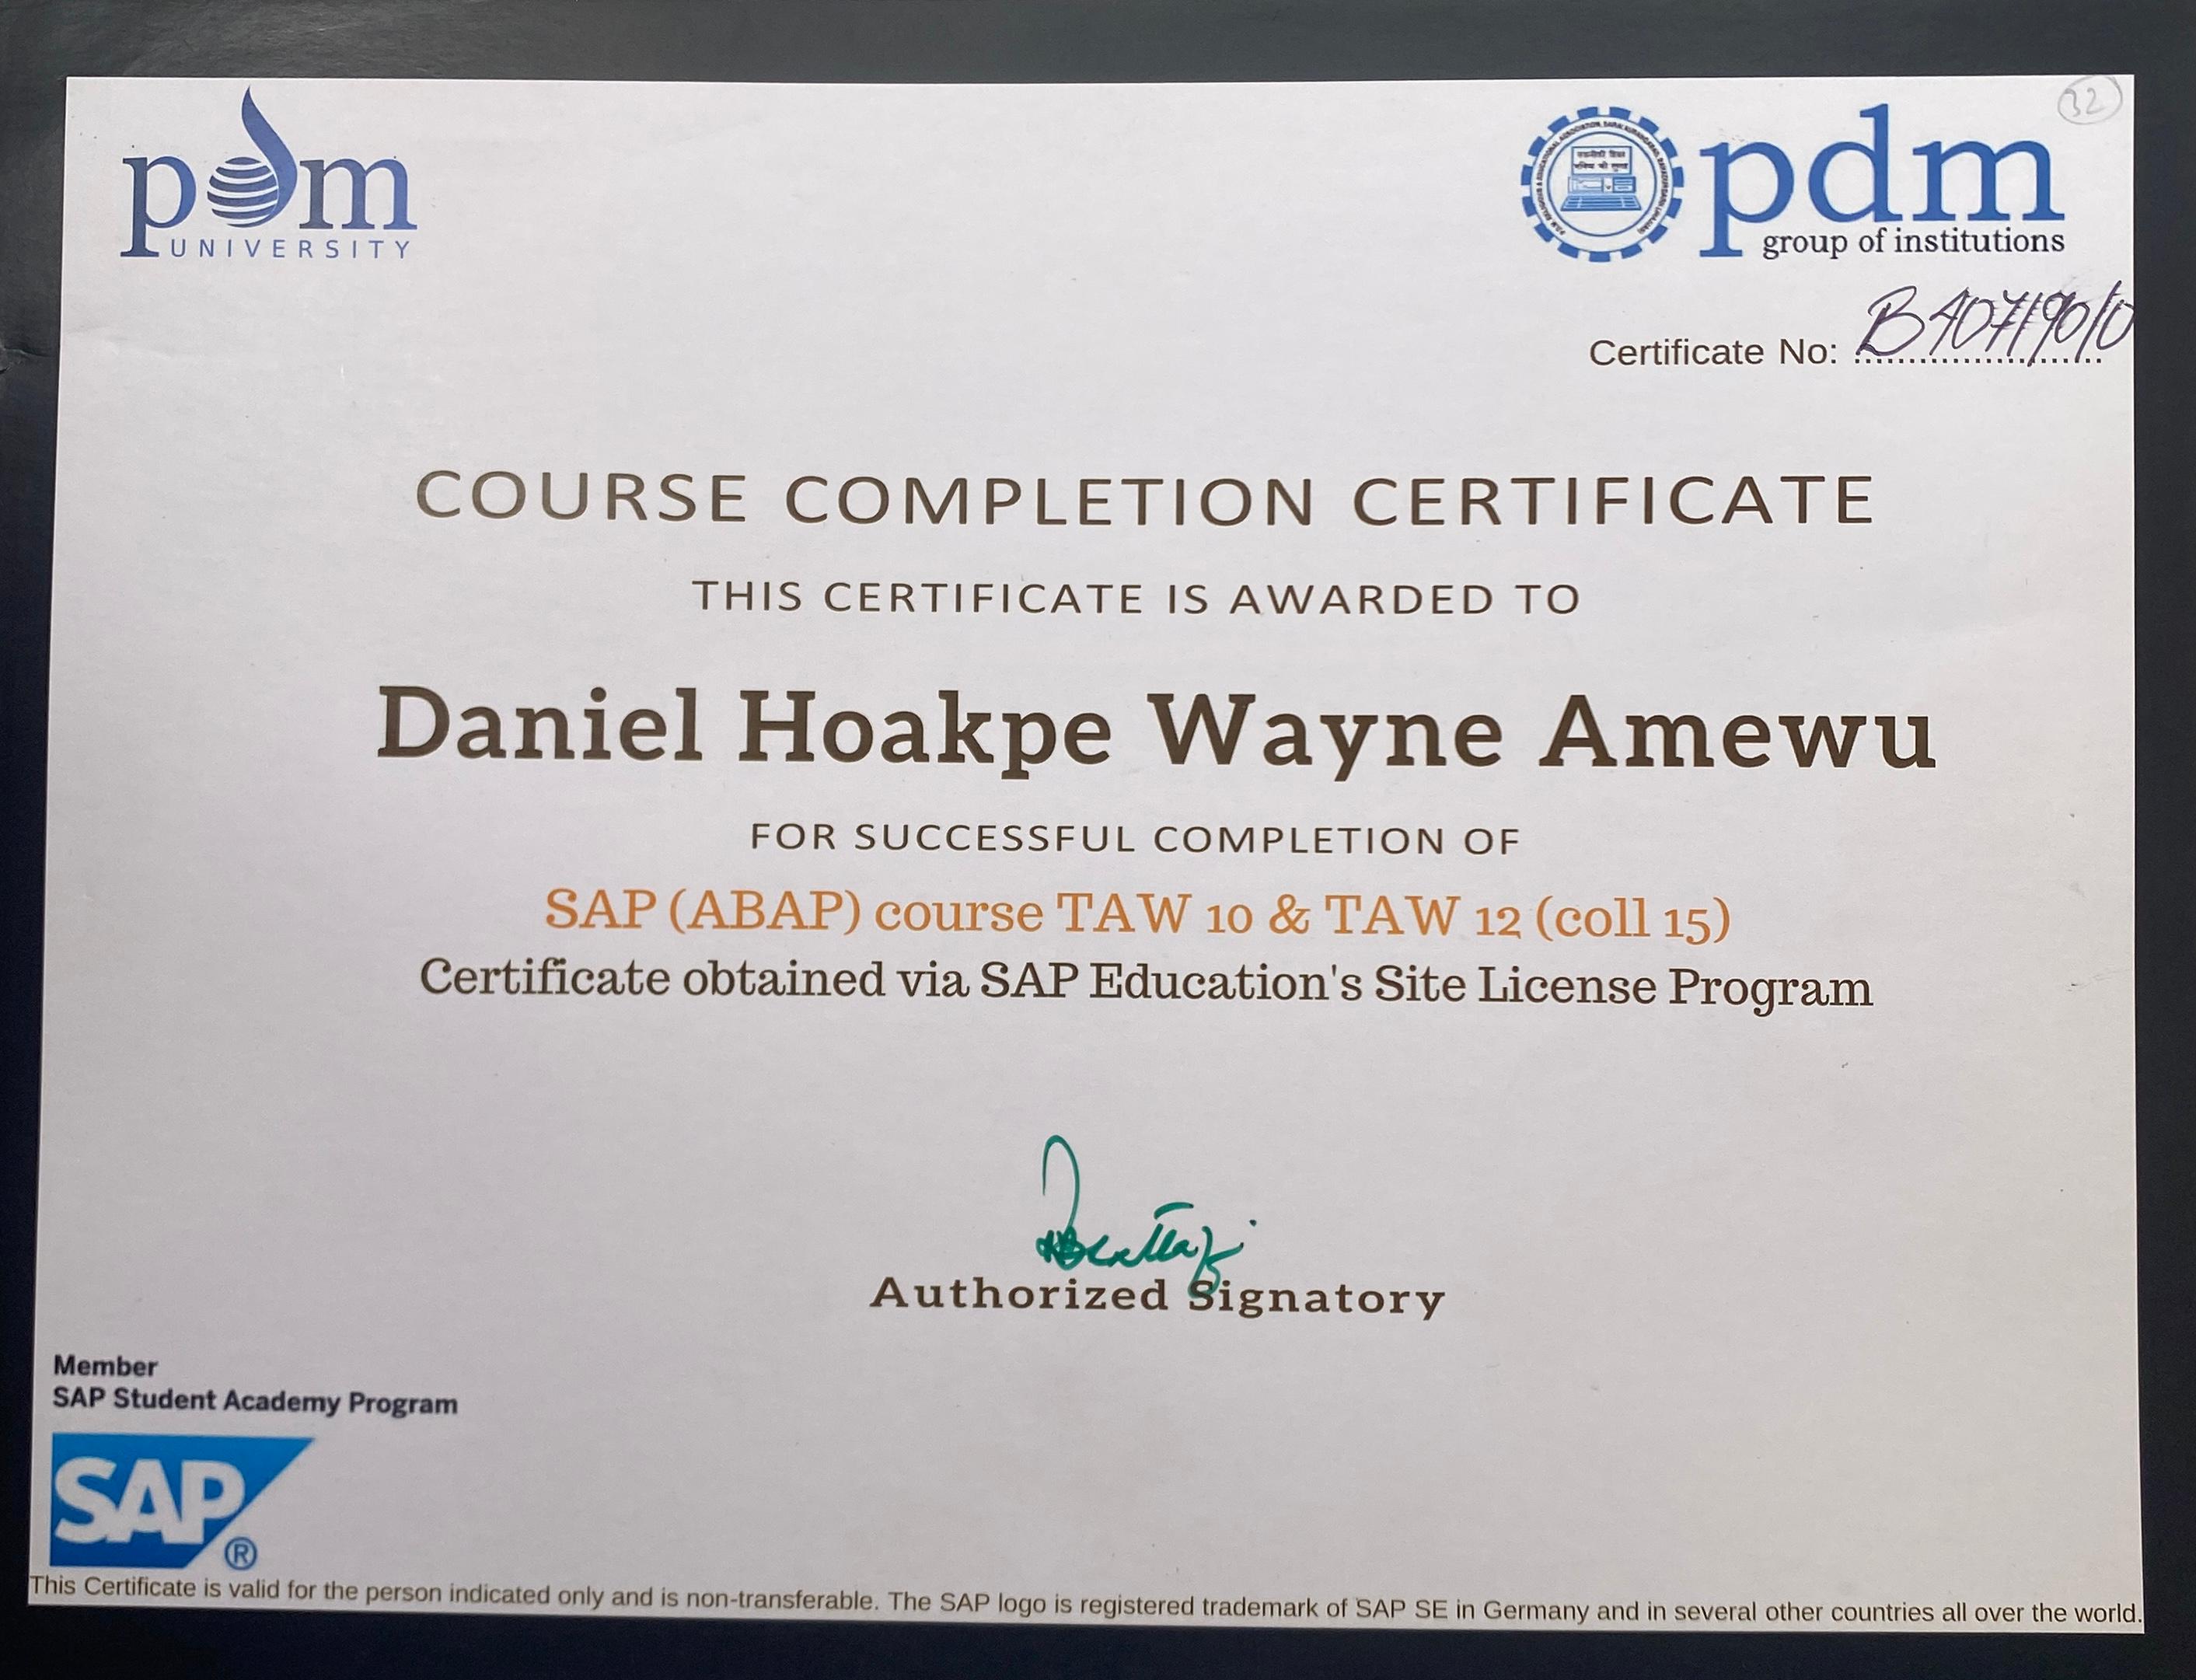 pdm
UNIVERSITY
pdm
group of institutions
32
Certificate No:
COURSE COMPLETION CERTIFICATE
THIS CERTIFICATE IS AWARDED TO
Daniel Hoakpe Wayne Amewu
FOR SUCCESSFUL COMPLETION OF
SAP (ABAP) course TAW 10 & TAW 12 (coll 15)
Certificate obtained via SAP Education's Site License Program
Authorized Signatory
Member
SAP Student Academy Program
SAP
®
This Certificate is valid for the person indicated only and is non-transferable. The SAP logo is registered trademark of SAP SE in Germany and in several other countries all over the world.